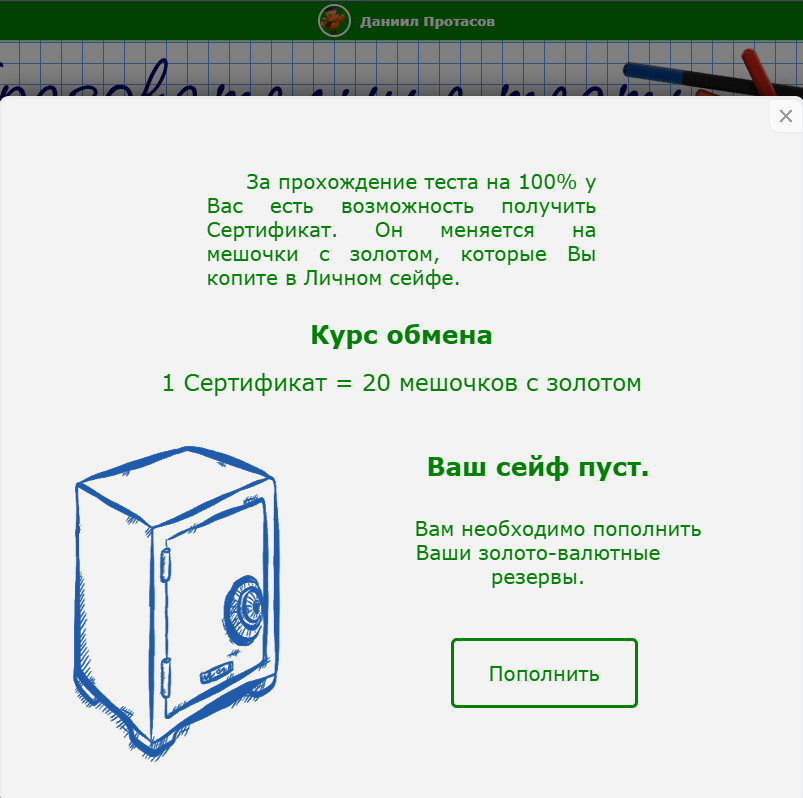 Даниил Протасов
За прохождение теста на 100% у
Вас есть возможность получить
Сертификат. Он меняется на
мешочки с золотом, которые Вы
копите в Личном сейфе.
Курс обмена
1 Сертификат = 20 мешочков с золотом
Ваш сейф пуст.
Вам необходимо пополнить
Ваши золото-валютные
резервы.
Пополнить